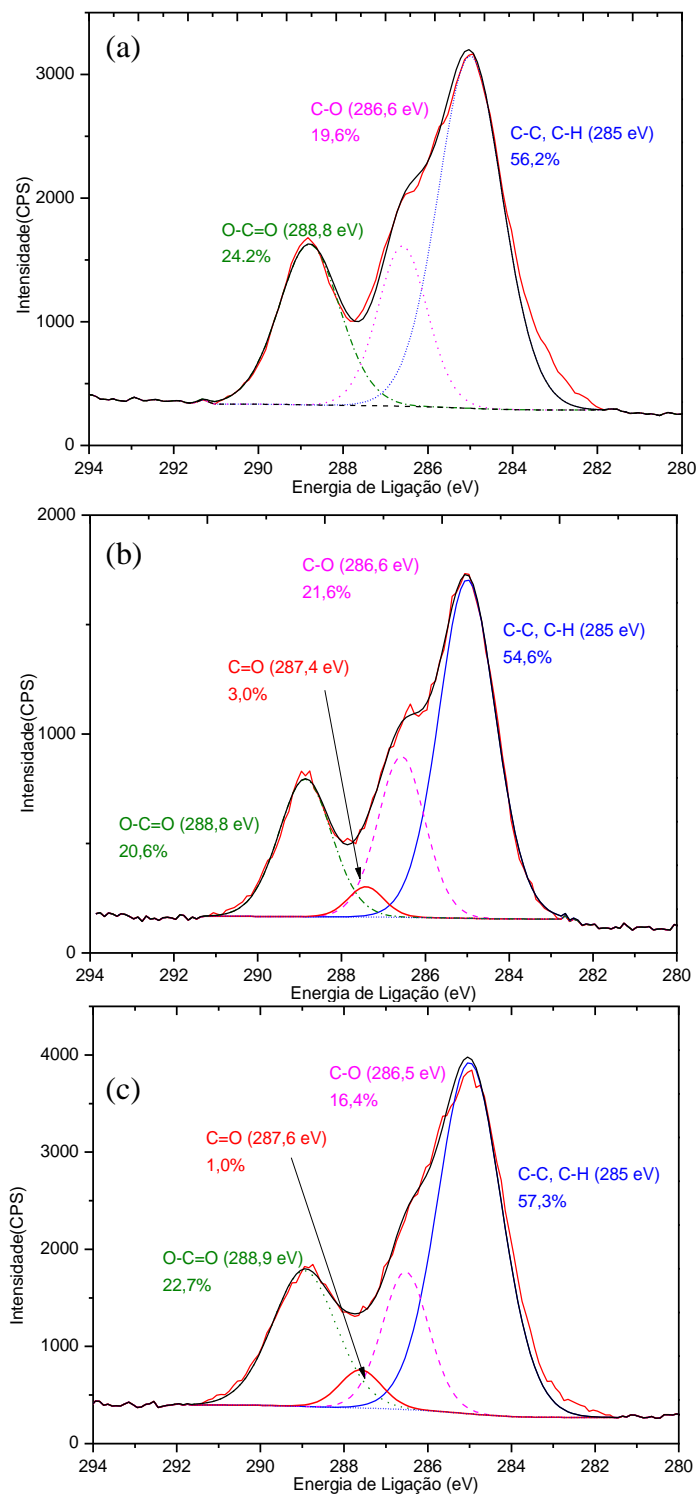 (a)
3000
2000
1000
0
Intensidade(CPS)
C-O (286,6 eV)
19,6%
C-C, C-H (285 eV)
56,2%
O-C=O (288,8 eV)
24.2%
294 292 290 288 286 284 282 280
Energia de Ligação (eV)
(b)
2000
1000
0
Intensidade(CPS)
C-O (286,6 eV)
21,6%
C-C, C-H (285 eV)
54,6%
C=O (287,4 eV)
3,0%
O-C=O (288,8 eV)
20,6%
294 292 290 288 286 284 282 280
Energia de Ligação (eV)
(c)
4000
3000
2000
1000
0
Intensidade(CPS)
C-O (286,5 eV)
16,4%
C=O (287,6 eV)
1,0%
C-C, C-H (285 eV)
57,3%
O-C=O (288,9 eV)
22,7%
294 292 290 288 286 284 282 280
Energia de Ligação (eV)